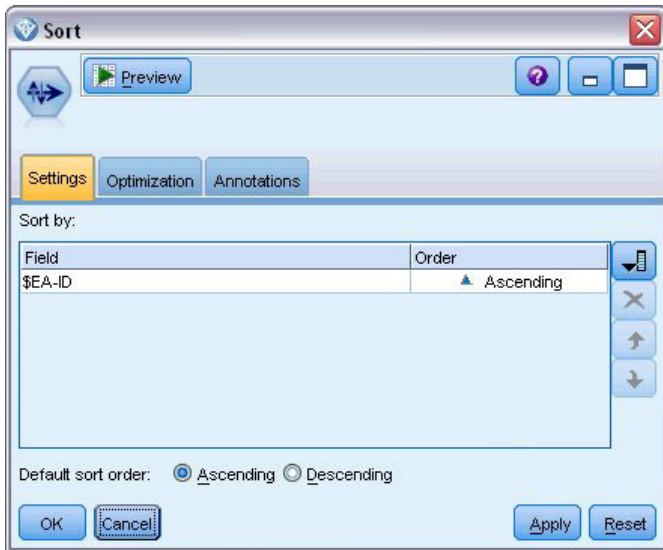 Sort
Preview
?
Settings Optimization Annotations
Sort by:
Field Order
$EA-ID Ascending
Default sort order: Ascending Descending
OK Cancel Apply Reset